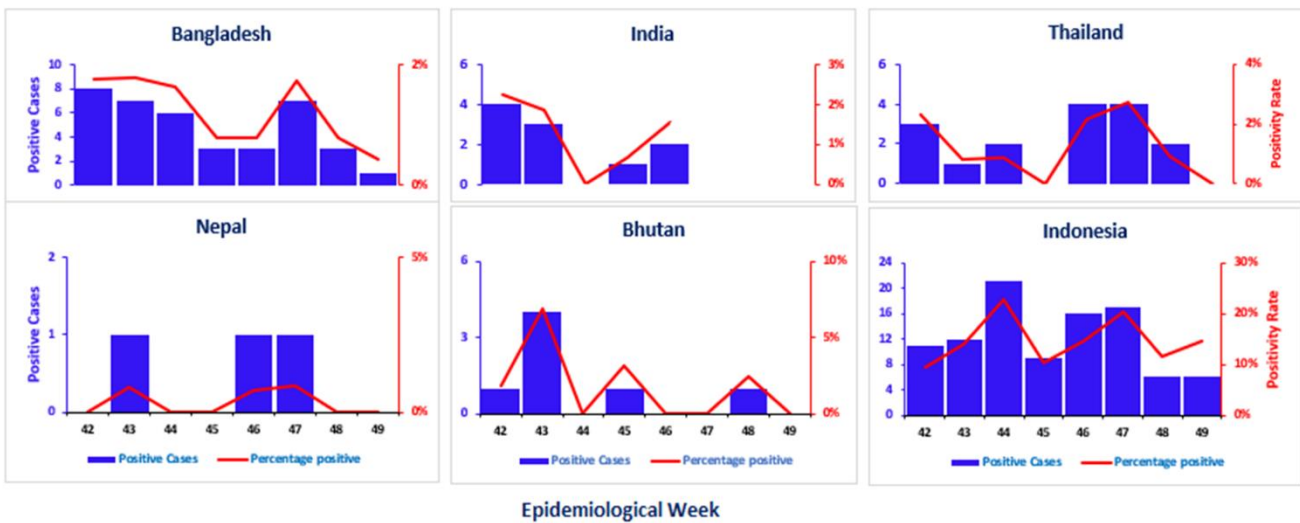 Bangladesh
Positive Cases
10
8
6
4
2
0
2%
0%
India
6
4
2
0
3%
2%
1%
0%
Thailand
6
4
2
0
4%
2%
0%
Positivity Rate
Nepal
Positive Cases
2
1
0
5%
0%
42 43 44 45 46 47 48 49
Positive Cases Percentage positive
Bhutan
6
3
0
10%
5%
0%
42 43 44 45 46 47 48 49
Positive Cases Percentage positive
Indonesia
24
20
16
12
8
4
0
30%
20%
10%
0%
Positivity Rate
42 43 44 45 46 47 48 49
Positive Cases Percentage positive
Epidemiological Week